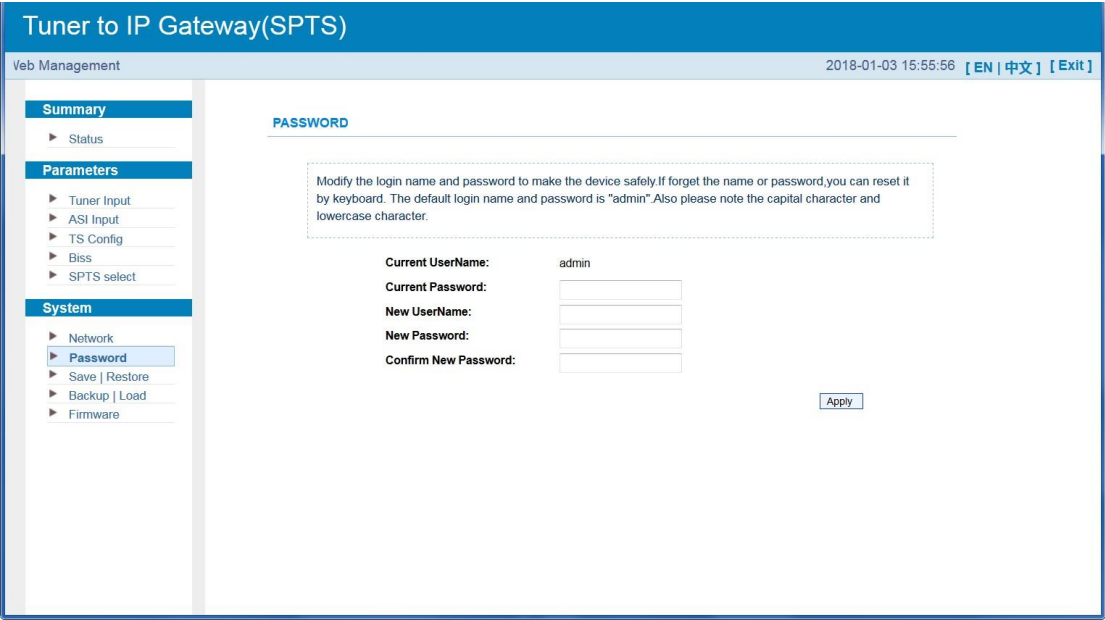 Tuner to IP Gateway(SPTS)
Web Management
2018-01-03 15:55:56 [ EN | 中文 ] [ Exit ]
Summary
Status
Parameters
Tuner Input
ASI Input
TS Config
Biss
SPTS select
System
Network
Password
Save | Restore
Backup | Load
Firmware
PASSWORD
Modify the login name and password to make the device safely.If forget the name or password,you can reset it
by keyboard. The default login name and password is "admin".Also please note the capital character and
lowercase character.
Current UserName: admin
Current Password:
New UserName:
New Password:
Confirm New Password:
Apply